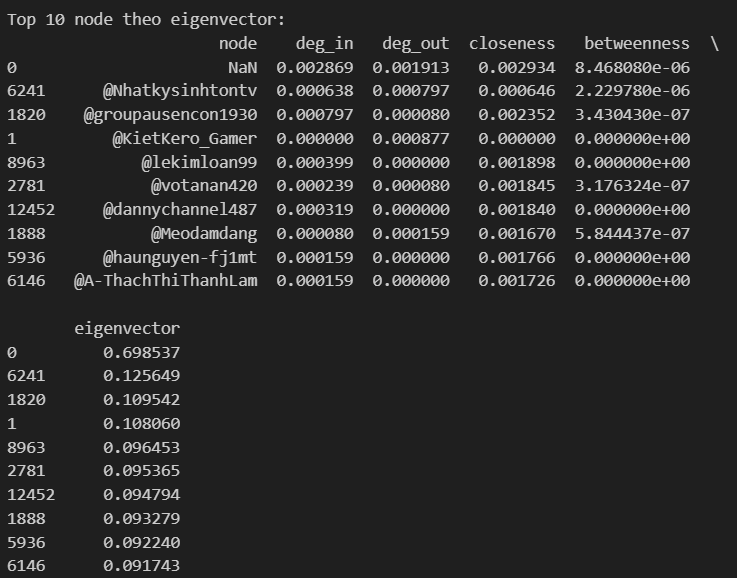 Top 10 node theo eigenvector:
node deg_in deg_out closeness betweenness \
0 NaN 0.002869 0.001913 0.002934 8.468080e-06
6241 @Nhatkysinhtontv 0.000638 0.000797 0.000646 2.229780e-06
1820 @groupausencon1930 0.000797 0.000080 0.002352 3.430430e-07
1 @KietKero_Gamer 0.000000 0.000877 0.000000 0.000000e+00
8963 @lekimloan99 0.000399 0.000000 0.001898 0.000000e+00
2781 @votanan420 0.000239 0.000080 0.001845 3.176324e-07
12452 @dannychannel487 0.000319 0.000000 0.001840 0.000000e+00
1888 @Meodamdang 0.000080 0.000159 0.001670 5.844437e-07
5936 @haunguyen-fj1mt 0.000159 0.000000 0.001766 0.000000e+00
6146 @A-ThachThiThanhLam 0.000159 0.000000 0.001726 0.000000e+00
eigenvector
0 0.698537
6241 0.125649
1820 0.109542
1 0.108060
8963 0.096453
2781 0.095365
12452 0.094794
1888 0.093279
5936 0.092240
6146 0.091743